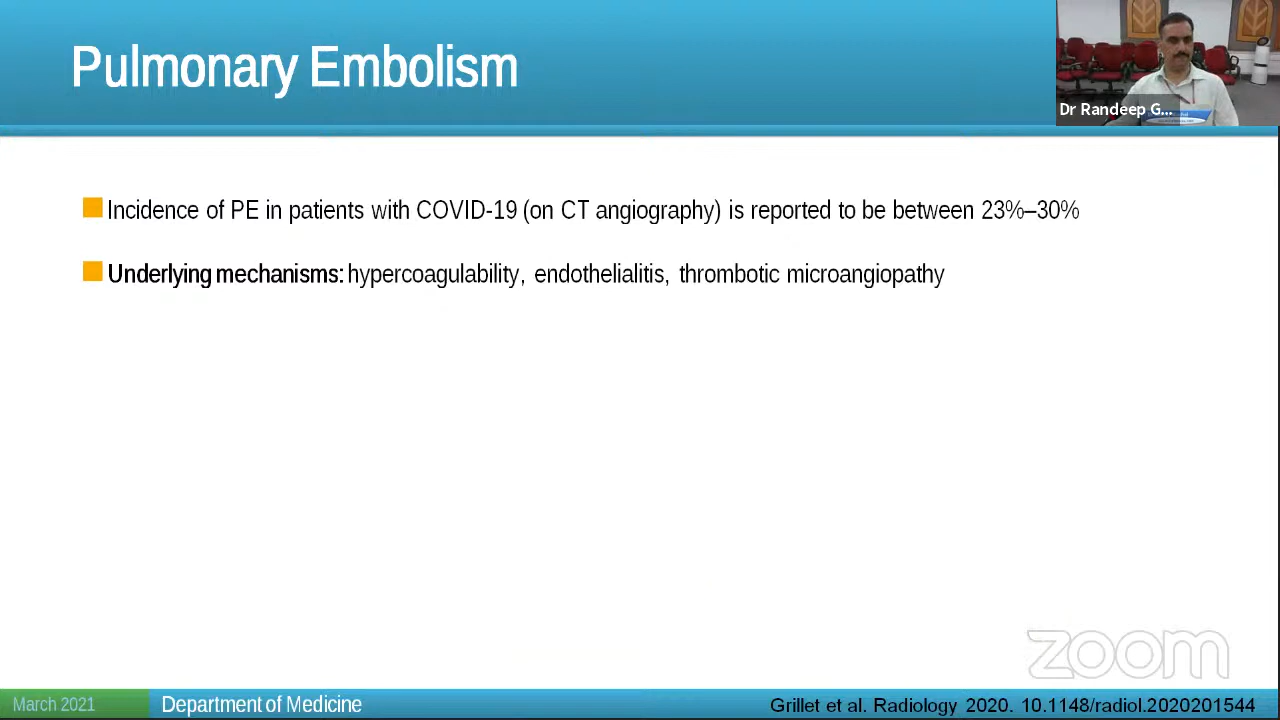 Pulmonary Embolism
Dr Randeep G...
Incidence of PE in patients with COVID-19 (on CT angiography) is reported to be between 23%–30%
Underlying mechanisms: hypercoagulability, endothelialitis, thrombotic microangiopathy
zoom
March 2021
Department of Medicine
Grillet et al. Radiology 2020. 10.1148/radiol.2020201544